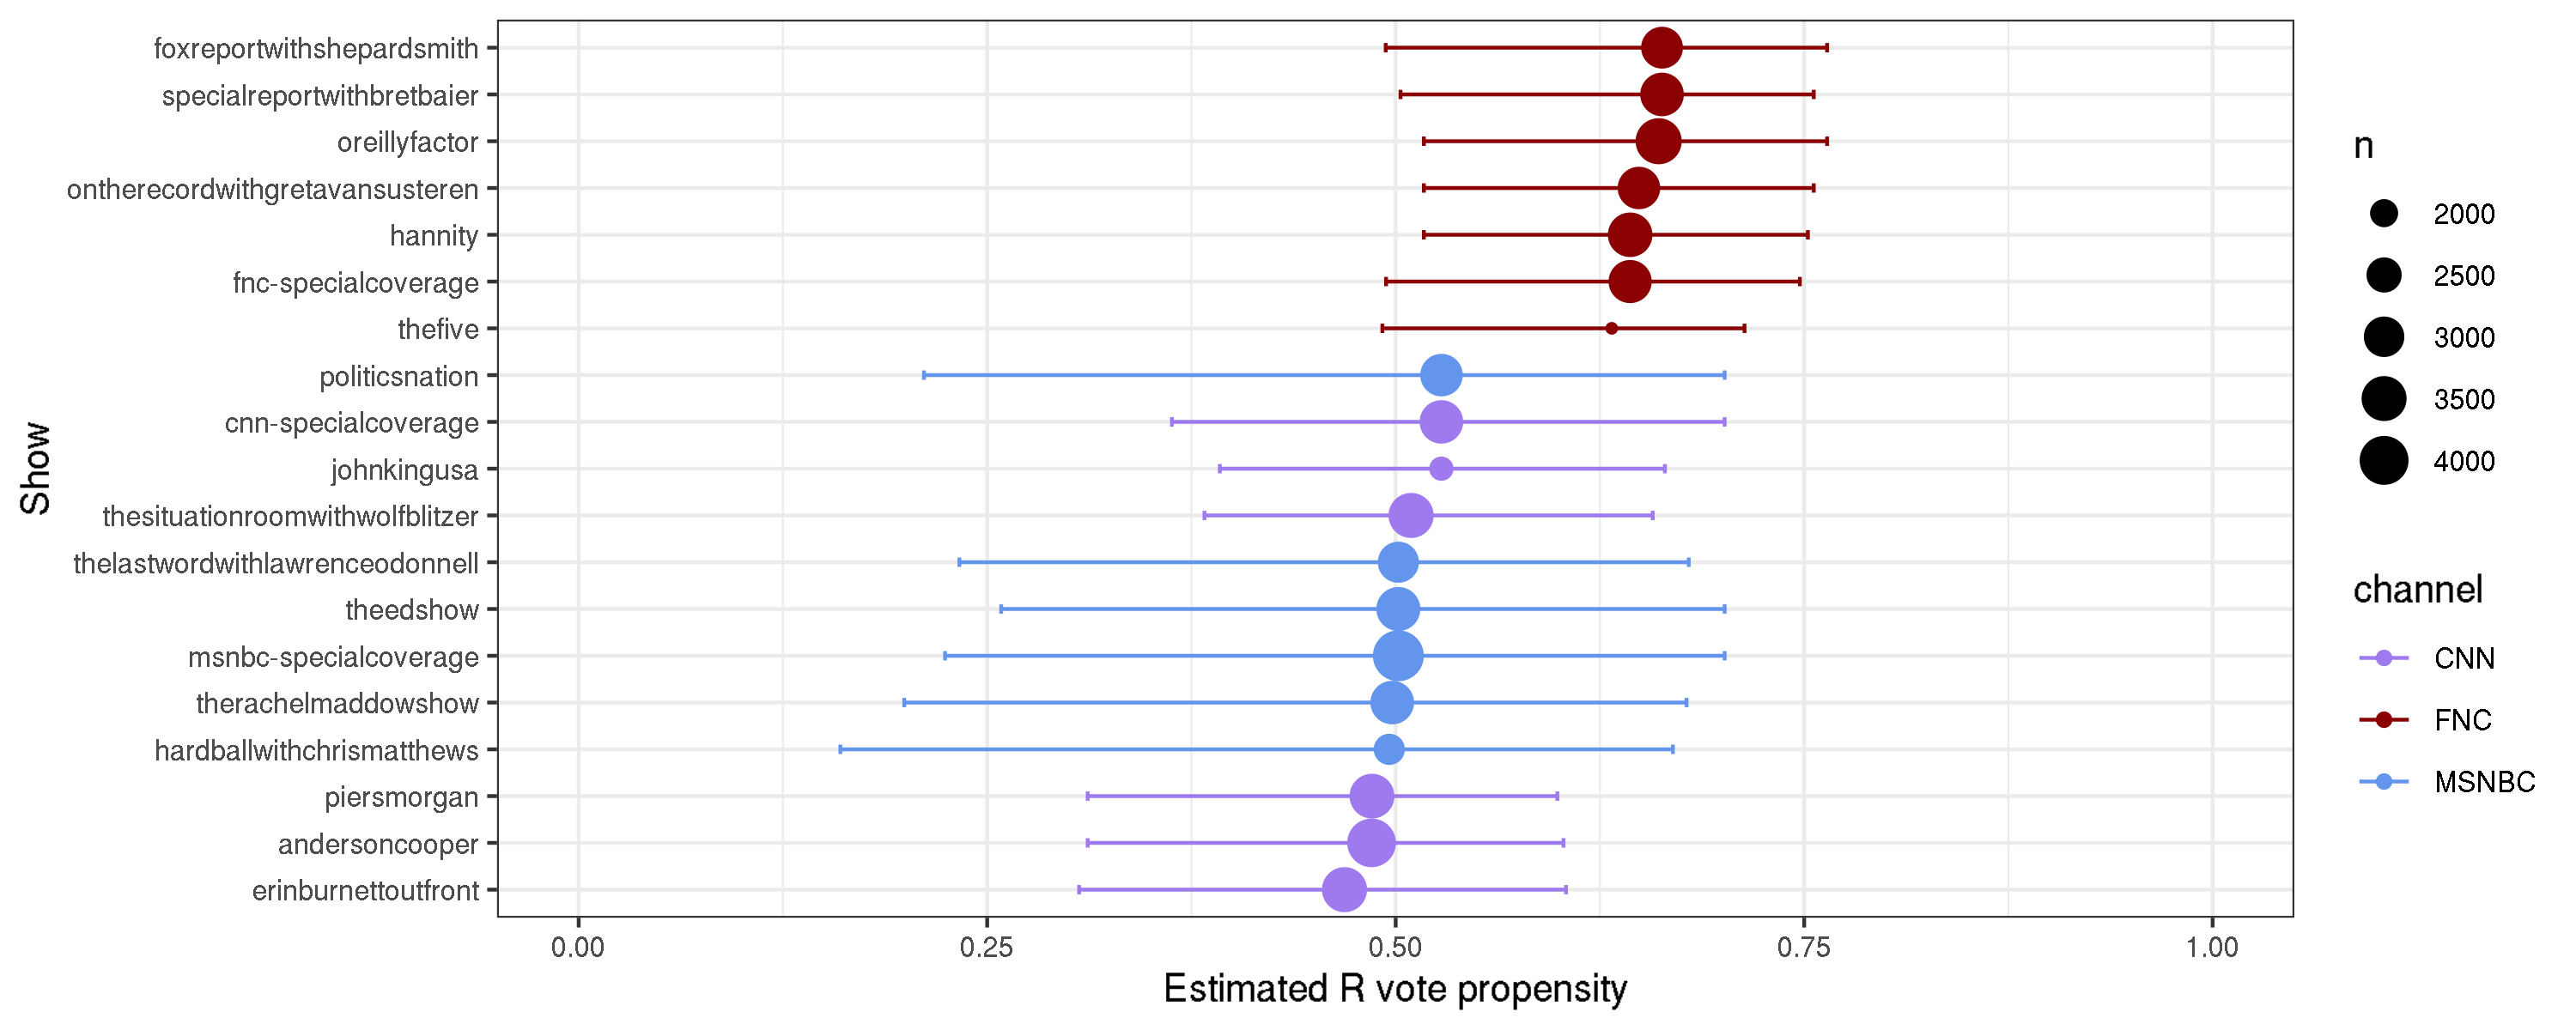 foxreportwithshepardsmith
specialreportwithbretbaier
oreillyfactor
ontherecordwithgretavansusteren
hannity
fnc-specialcoverage
thefive
politicsnation
cnn-specialcoverage
johnkingusa
thesituationroomwithwolfblitzer
thelastwordwithlawrenceodonnell
theedshow
msnbc-specialcoverage
therachelmaddowshow
hardballwithchrismatthews
piersmorgan
andersoncooper
erinburnettoutfront
Show
0.00 0.25 0.50 0.75 1.00
Estimated R vote propensity
n
2000
2500
3000
3500
4000
channel
CNN
FNC
MSNBC